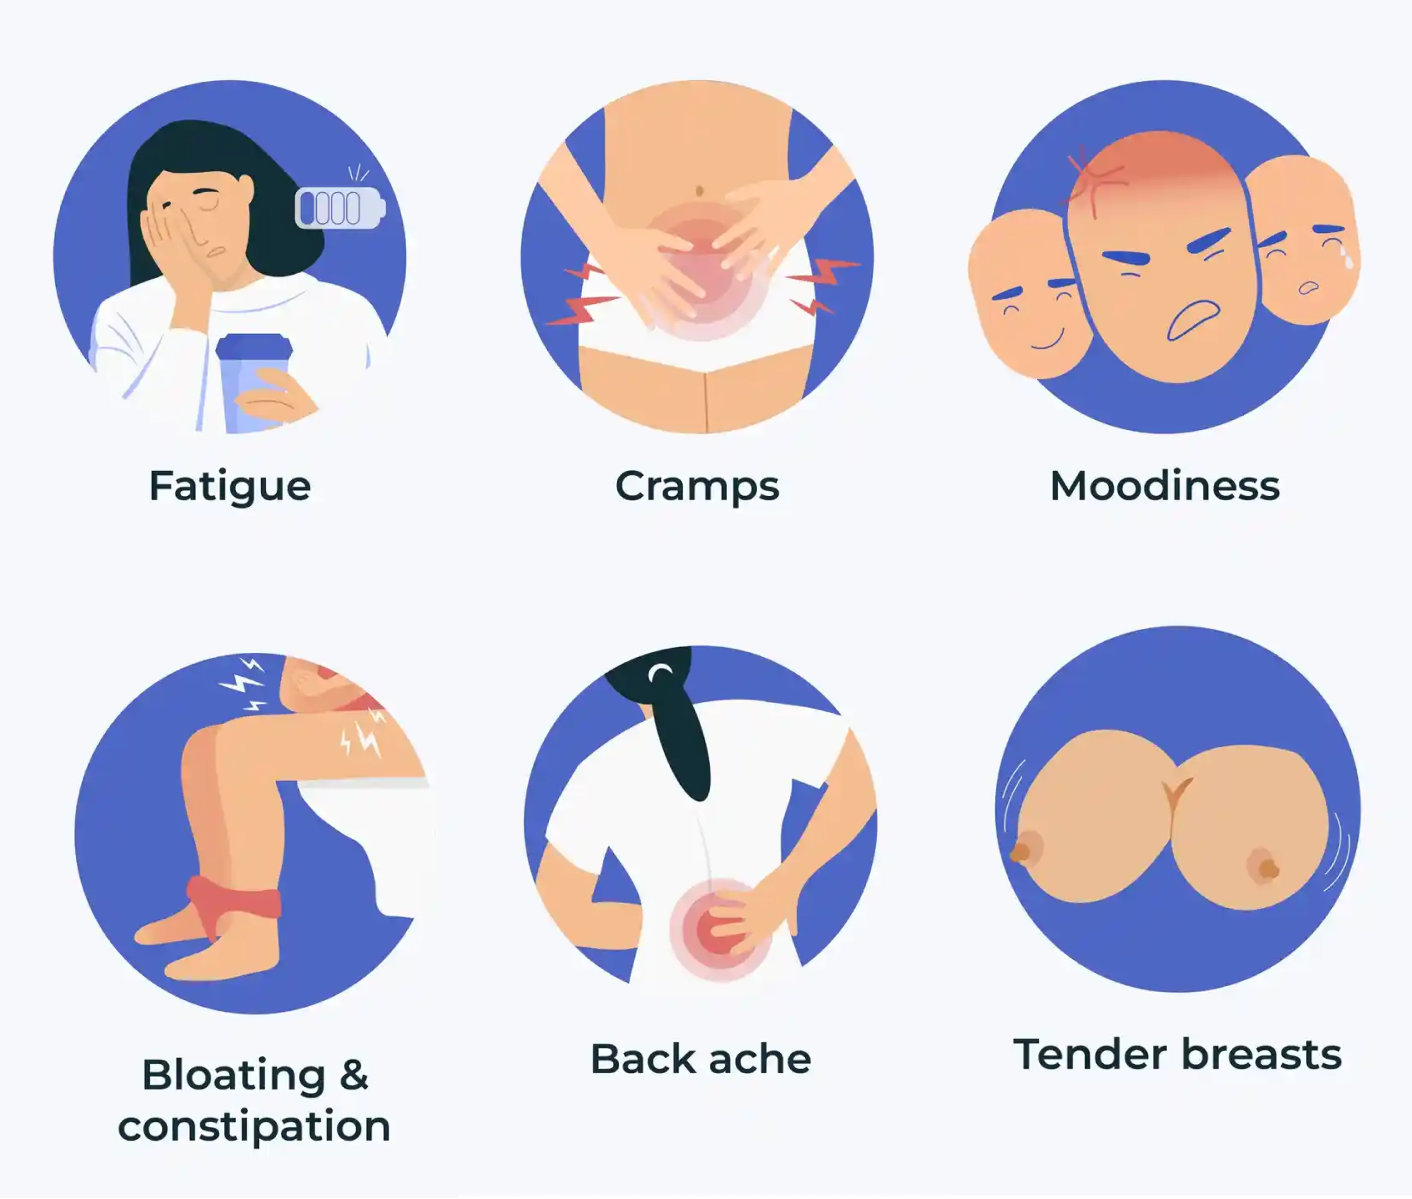 Fatigue
Cramps
Moodiness
Bloating &
constipation
Back ache
Tender breasts